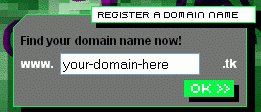 REGISTER A DOMAIN NAME
Find your domain name now!
www. your-domain-here .tk
OK >>